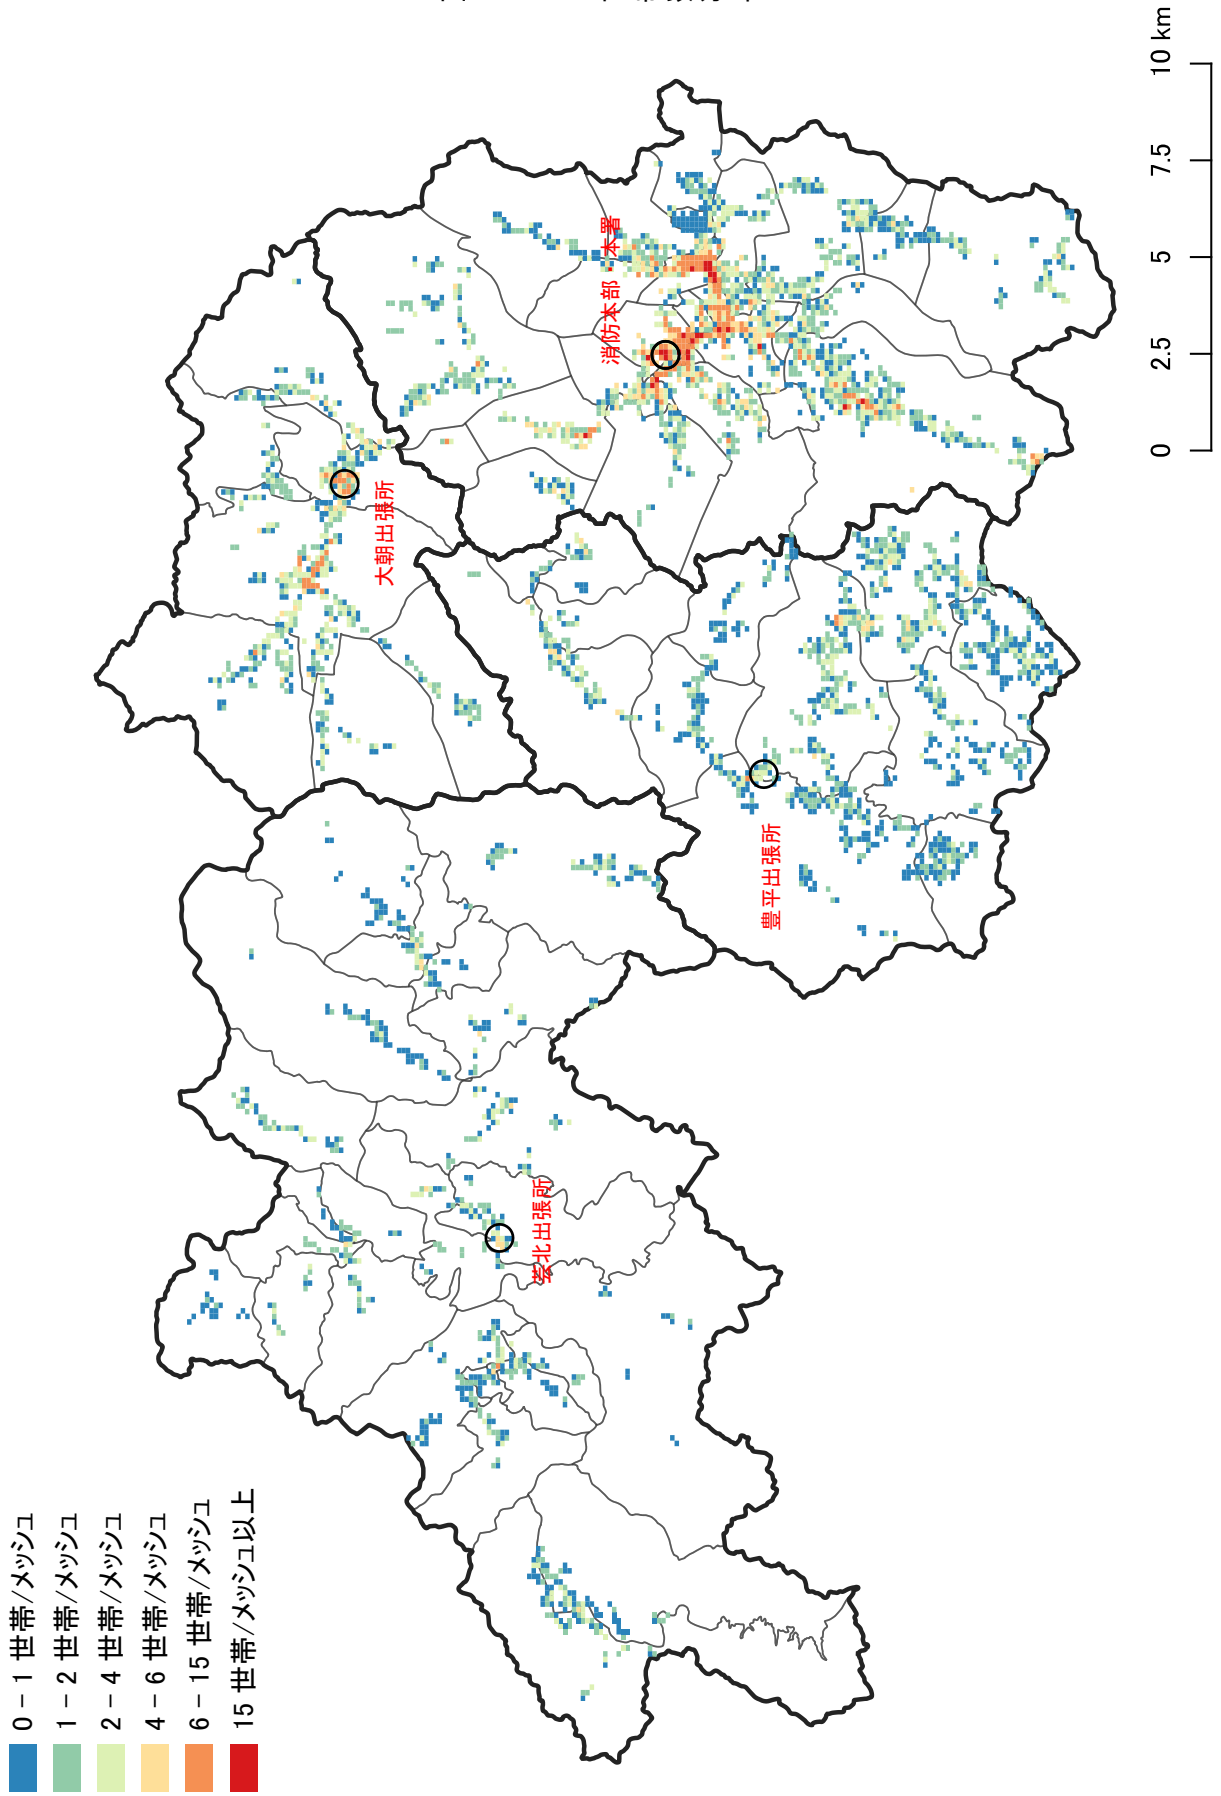 0 – 1 世帯/メッシュ
1 – 2 世帯/メッシュ
2 – 4 世帯/メッシュ
4 – 6 世帯/メッシュ
6 – 15 世帯/メッシュ
15 世帯/メッシュ以上
芸北出張所
大朝出張所
豊平出張所
消防本部
本署
0
2.5
5
7.5
10 km